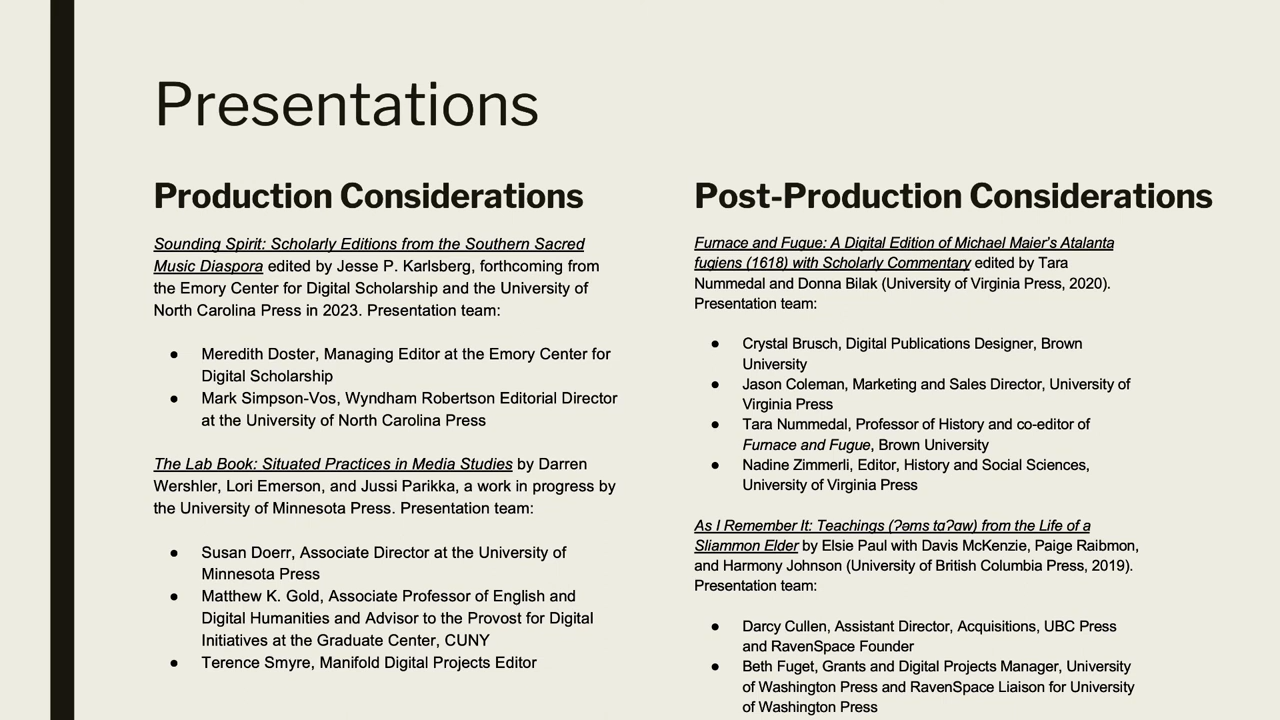 Presentations
Production Considerations
Sounding Spirit: Scholarly Editions from the Southern Sacred
Music Diaspora edited by Jesse P. Karlsberg, forthcoming from
the Emory Center for Digital Scholarship and the University of
North Carolina Press in 2023. Presentation team:
● Meredith Doster, Managing Editor at the Emory Center for
Digital Scholarship
● Mark Simpson-Vos, Wyndham Robertson Editorial Director
at the University of North Carolina Press
The Lab Book: Situated Practices in Media Studies by Darren
Wershler, Lori Emerson, and Jussi Parikka, a work in progress by
the University of Minnesota Press. Presentation team:
● Susan Doerr, Associate Director at the University of
Minnesota Press
● Matthew K. Gold, Associate Professor of English and
Digital Humanities and Advisor to the Provost for Digital
Initiatives at the Graduate Center, CUNY
● Terence Smyre, Manifold Digital Projects Editor
Post-Production Considerations
Furnace and Fugue: A Digital Edition of Michael Maier's Atalanta
fugiens (1618) with Scholarly Commentary edited by Tara
Nummedal and Donna Bilak (University of Virginia Press, 2020).
Presentation team:
● Crystal Brusch, Digital Publications Designer, Brown
University
● Jason Coleman, Marketing and Sales Director, University of
Virginia Press
● Tara Nummedal, Professor of History and co-editor of
Furnace and Fugue, Brown University
● Nadine Zimmerli, Editor, History and Social Sciences,
University of Virginia Press
As I Remember It: Teachings (Ɂəms tɑɁɑw) from the Life of a
Sliammon Elder by Elsie Paul with Davis McKenzie, Paige Raibmon,
and Harmony Johnson (University of British Columbia Press, 2019).
Presentation team:
● Darcy Cullen, Assistant Director, Acquisitions, UBC Press
and RavenSpace Founder
● Beth Fuget, Grants and Digital Projects Manager, University
of Washington Press and RavenSpace Liaison for University
of Washington Press